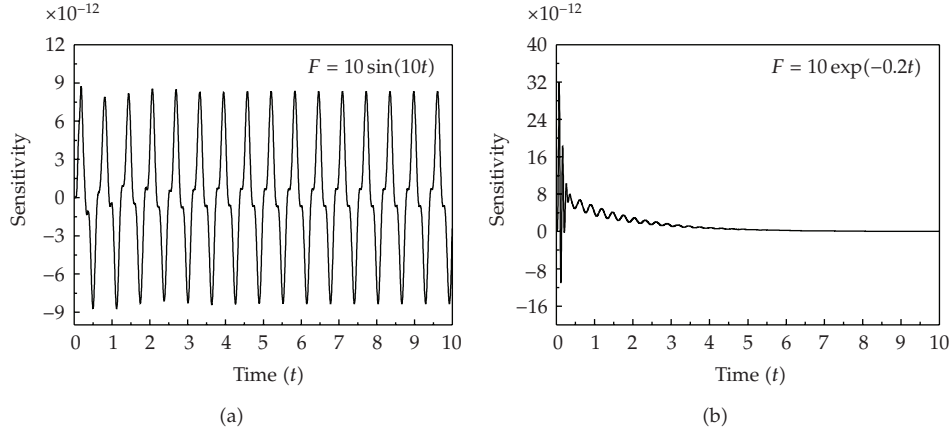 ×10⁻¹²
12
9
6
3
0
−3
−6
−9
Sensitivity
F = 10 sin(10t)
0 1 2 3 4 5 6 7 8 9 10
Time (t)
(a)
×10⁻¹²
40
32
24
16
8
0
−8
−16
Sensitivity
F = 10 exp(−0.2t)
0 1 2 3 4 5 6 7 8 9 10
Time (t)
(b)